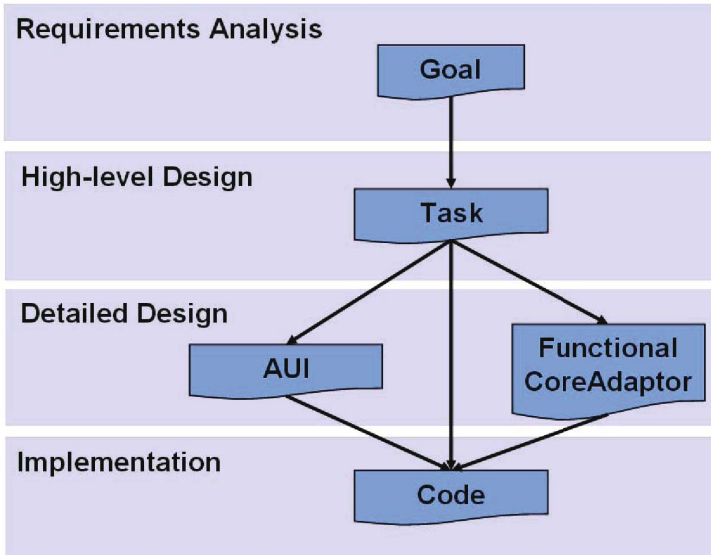 Requirements Analysis
Goal
High-level Design
Task
Detailed Design
AUI
Functional
CoreAdaptor
Implementation
Code